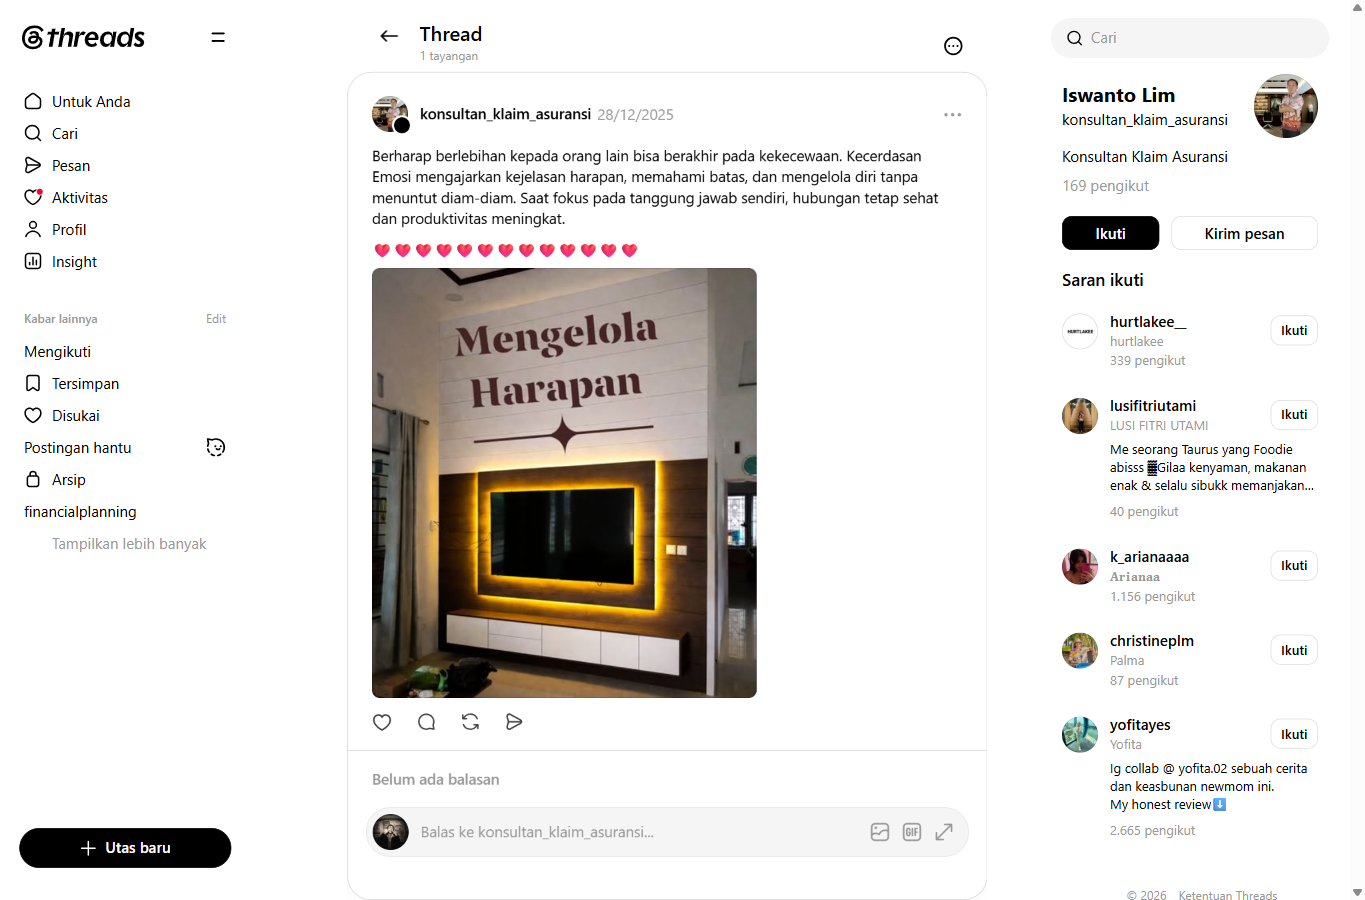 threads
Untuk Anda
Cari
Pesan
Aktivitas
Profil
Insight
Kabar lainnya
Edit
Mengikuti
Tersimpan
Disukai
Postingan hantu
Arsip
financialplanning
Tampilkan lebih banyak
Utas baru
Thread
1 tayangan
konsultan_klaim_asuransi 28/12/2025
Berharap berlebihan kepada orang lain bisa berakhir pada kekecewaan. Kecerdasan
Emosi mengajarkan kejelasan harapan, memahami batas, dan mengelola diri tanpa
menuntut diam-diam. Saat fokus pada tanggung jawab sendiri, hubungan tetap sehat
dan produktivitas meningkat.
Mengelola
Harapan
Belum ada balasan
Balas ke konsultan_klaim_asuransi...
GIF
Cari
Iswanto Lim
konsultan_klaim_asuransi
Konsultan Klaim Asuransi
169 pengikut
Ikuti
Kirim pesan
Saran ikuti
HURTLAKEE
hurtlakee__
hurtlakee
339 pengikut
Ikuti
lusifitriutami
LUSI FITRI UTAMI
Ikuti
Me seorang Taurus yang Foodie
abisss Gilaa kenyaman, makanan
enak & selalu sibukk memanjakan...
40 pengikut
k_arianaaaa
Arianaa
1.156 pengikut
Ikuti
christineplm
Palma
87 pengikut
Ikuti
yofitayes
Yofita
Ikuti
Ig collab @ yofita.02 sebuah cerita
dan keasbunan newmom ini.
My honest review⬇️
2.665 pengikut
© 2026 Ketentuan Threads